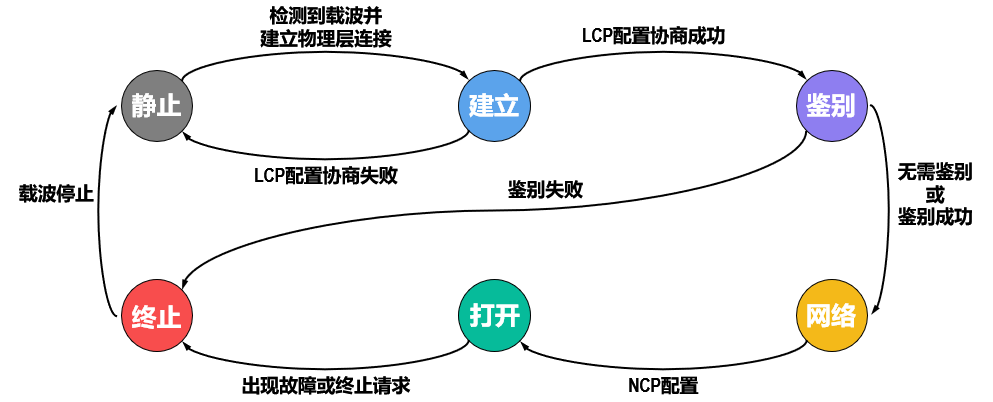 检测到载波并
建立物理层连接
LCP配置协商成功
静止
建立
鉴别
LCP配置协商失败
载波停止
鉴别失败
无需鉴别
或
鉴别成功
终止
打开
网络
出现故障或终止请求
NCP配置